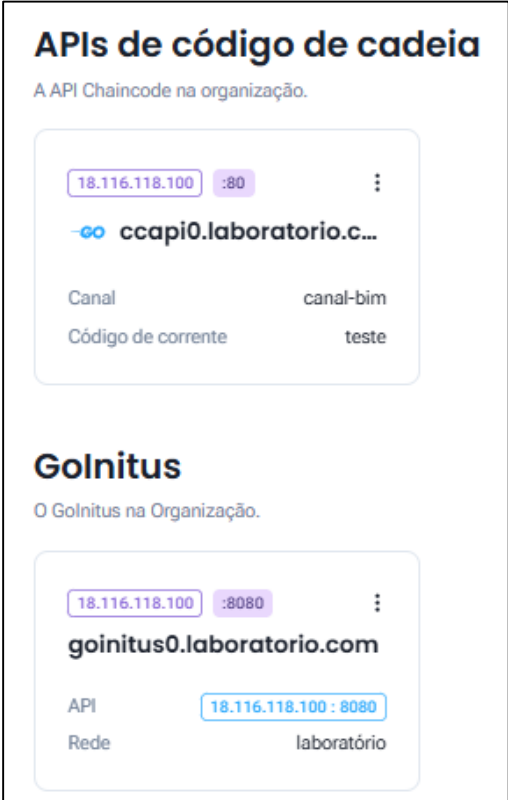 APIs de código de cadeia
A API Chaincode na organização.
18.116.118.100 :80
GO ccapi0.laboratorio.c...
Canal canal-bim
Código de corrente teste
GoInitus
O GoInitus na Organização.
18.116.118.100 :8080
goinitus0.laboratorio.com
API 18.116.118.100 : 8080
Rede laboratório